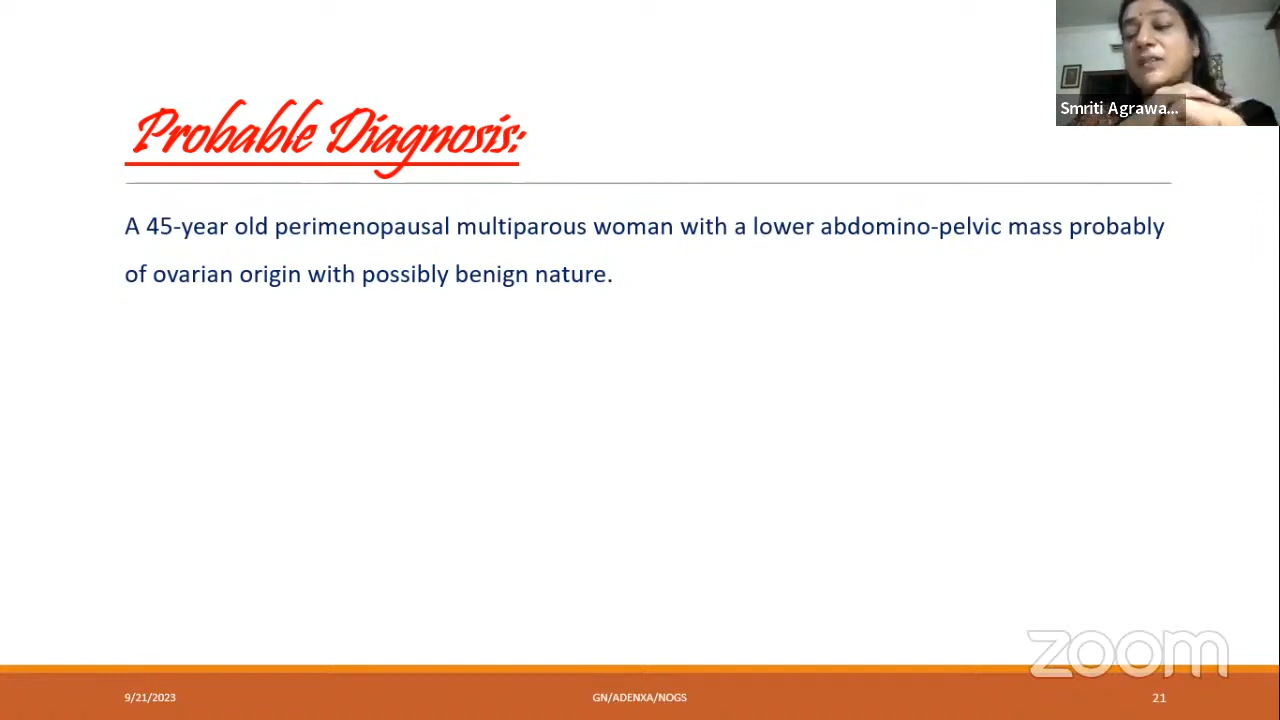 Smriti Agrawa...
Probable Diagnosis:
A 45-year old perimenopausal multiparous woman with a lower abdomino-pelvic mass probably
of ovarian origin with possibly benign nature.
zoom
9/21/2023
GN/ADENXA/NOGS
21